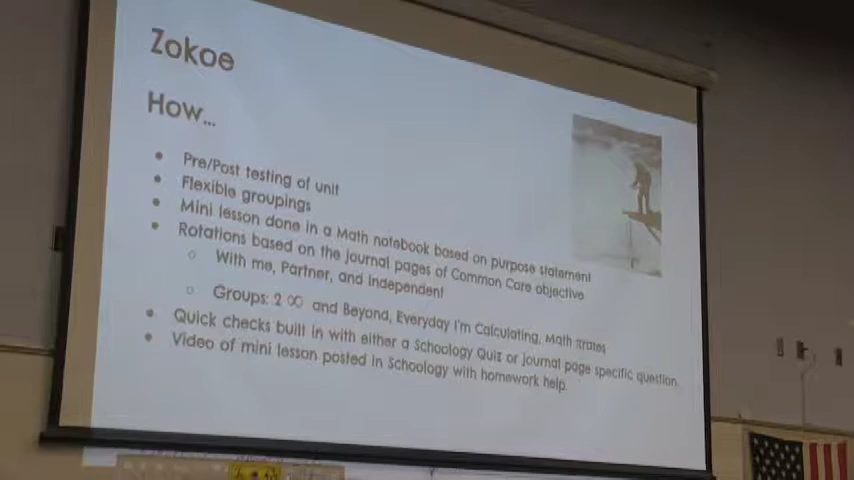 Zokoe
How...
● Pre/Post testing of unit
● Flexible groupings
● Mini lesson done in a Math notebook based on purpose statement
● Rotations based on the journal pages of Common Core objective
○ With me, Partner, and Independent
○ Groups: 2 ∞ and Beyond, Everyday I'm Calculating, Math π rates
● Quick checks built in with either a Schoology Quiz or journal page specific question.
● Video of mini lesson posted in Schoology with homework help.